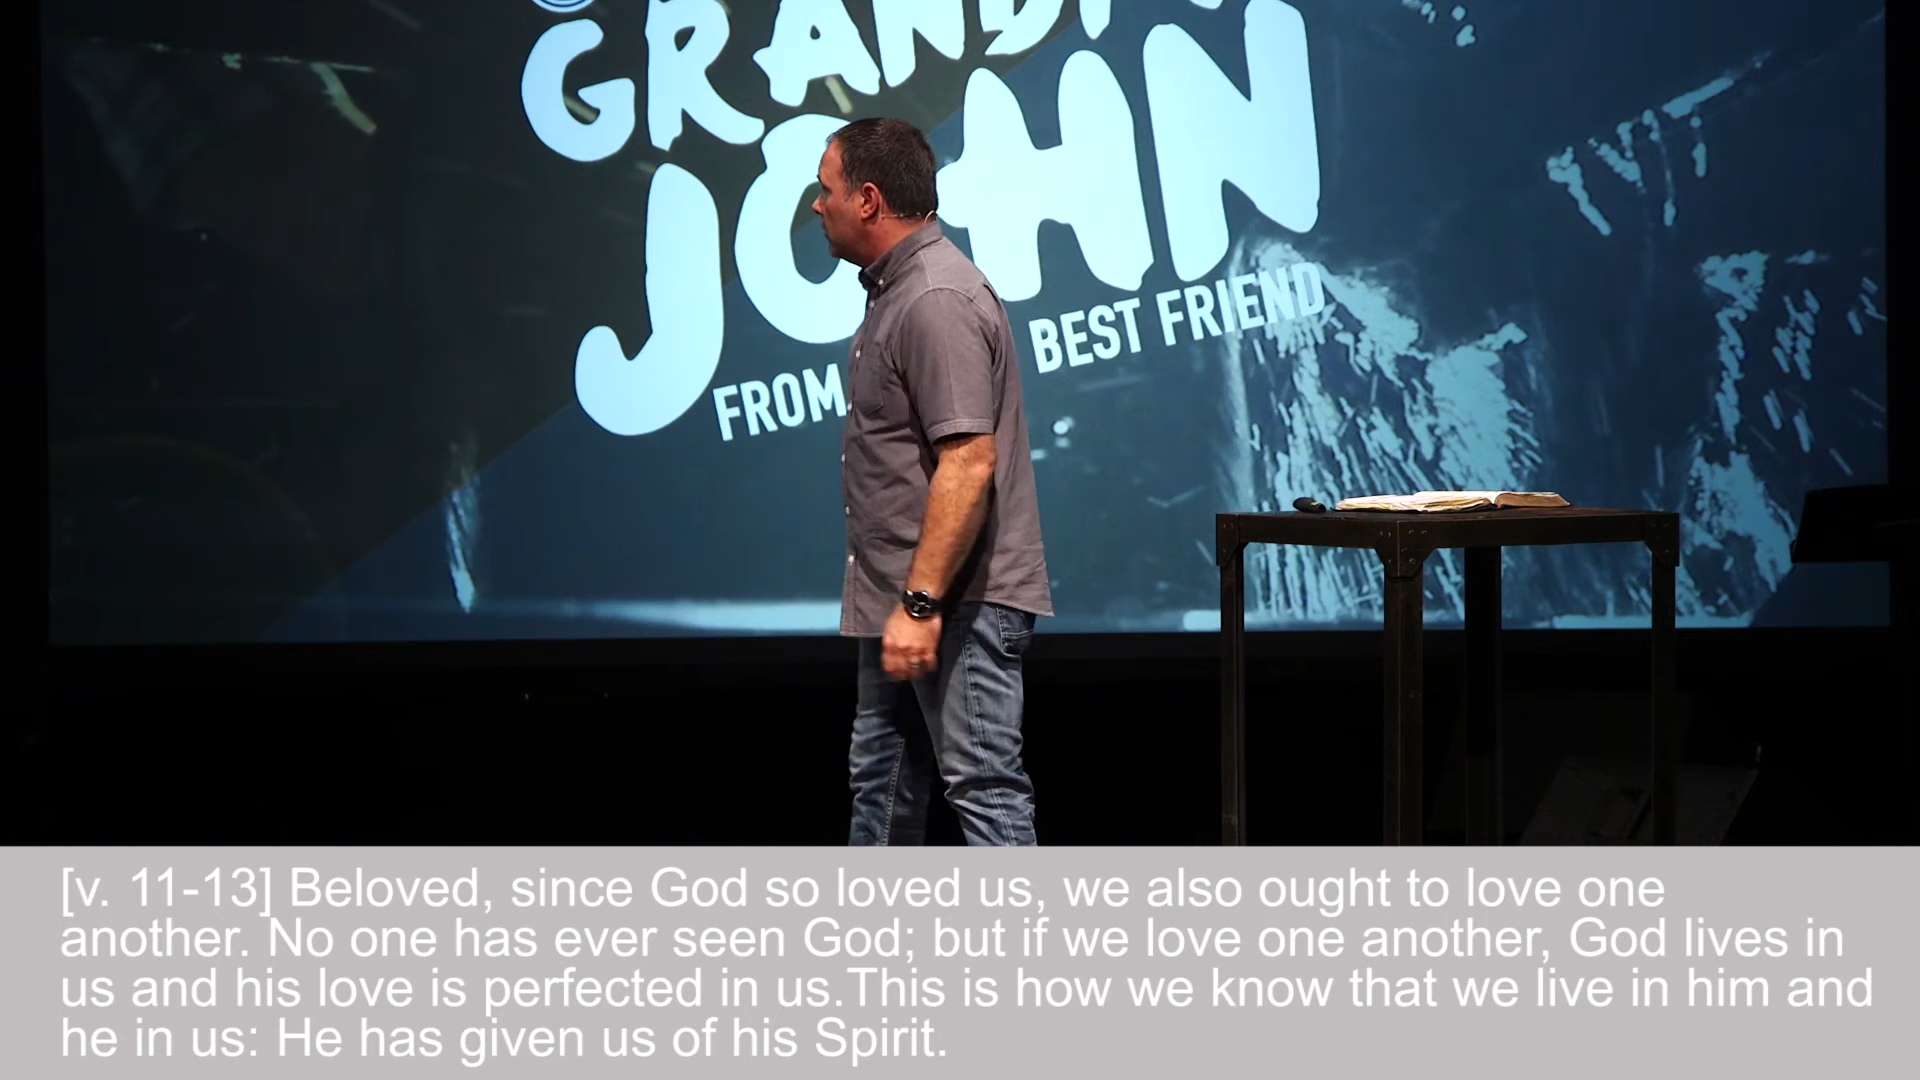 JOHN
FROM
BEST FRIEND
[v. 11-13] Beloved, since God so loved us, we also ought to love one
another. No one has ever seen God; but if we love one another, God lives in
us and his love is perfected in us.This is how we know that we live in him and
he in us: He has given us of his Spirit.